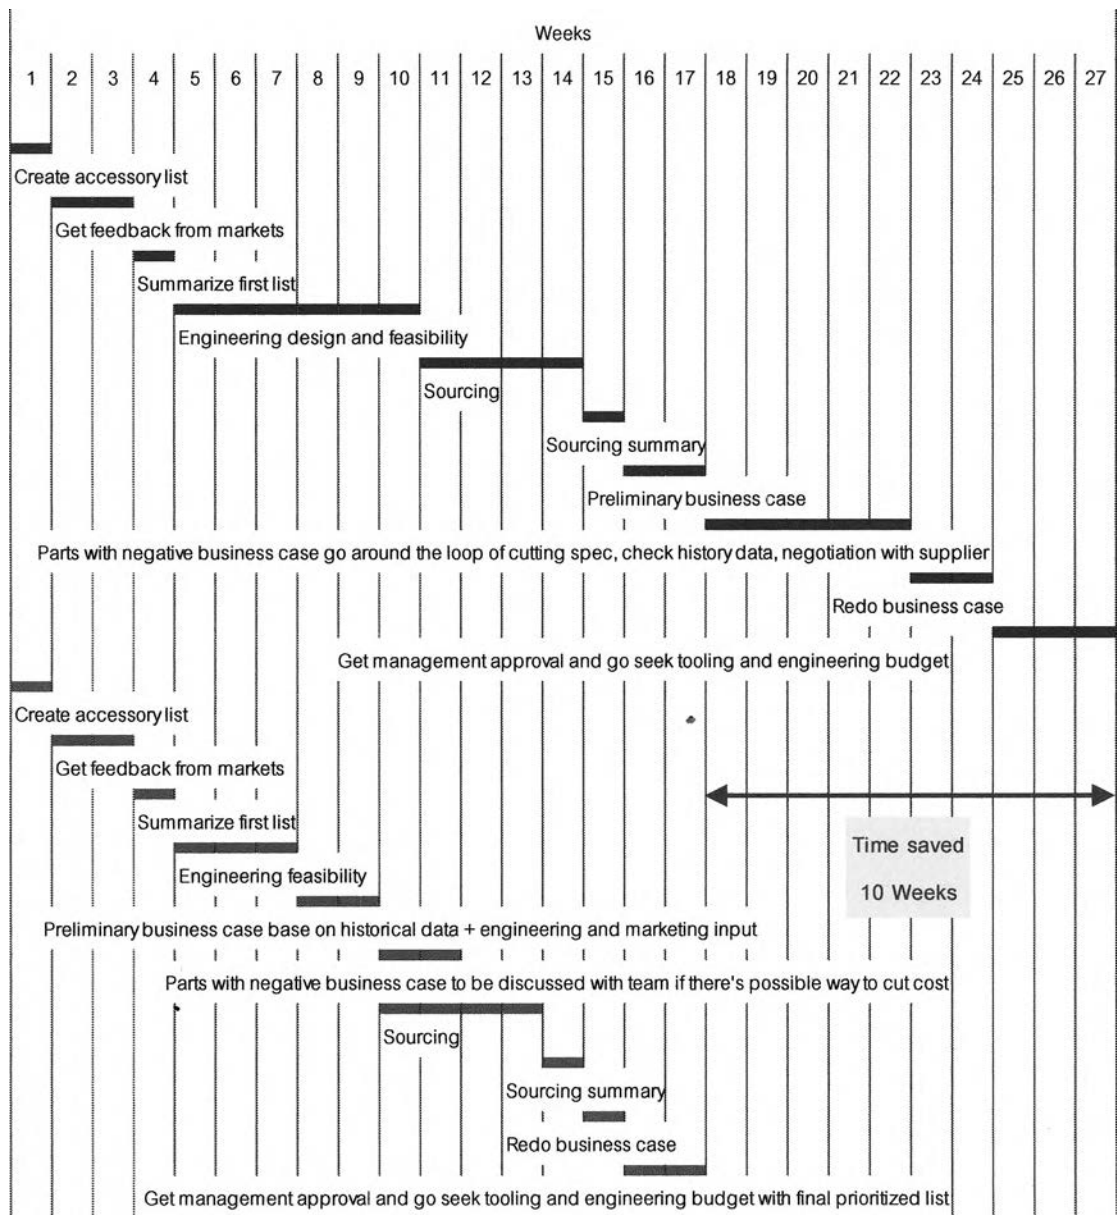 Weeks
1 2 3 4 5 6 7 8 9 10 11 12 13 14 15 16 17 18 19 20 21 22 23 24 25 26 27
Create accessory list
Get feedback from markets
Summarize first list
Engineering design and feasibility
Sourcing
Sourcing summary
Preliminary business case
Parts with negative business case go around the loop of cutting spec, check history data, negotiation with supplier
Redo business case
Get management approval and go seek tooling and engineering budget
Create accessory list
Get feedback from markets
Summarize first list
Time saved
Engineering feasibility
10 Weeks
Preliminary business case base on historical data + engineering and marketing input
Parts with negative business case to be discussed with team if there's possible way to cut cost
Sourcing
Sourcing summary
Redo business case
Get management approval and go seek tooling and engineering budget with final prioritized list